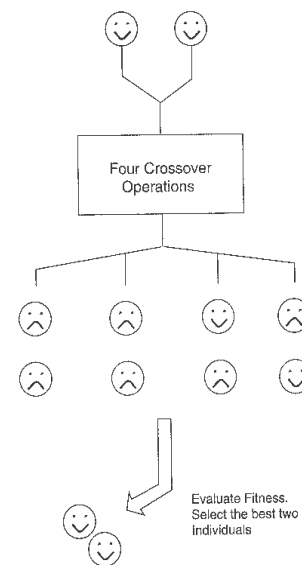 Four Crossover
Operations
Evaluate Fitness.
Select the best two
Individuals